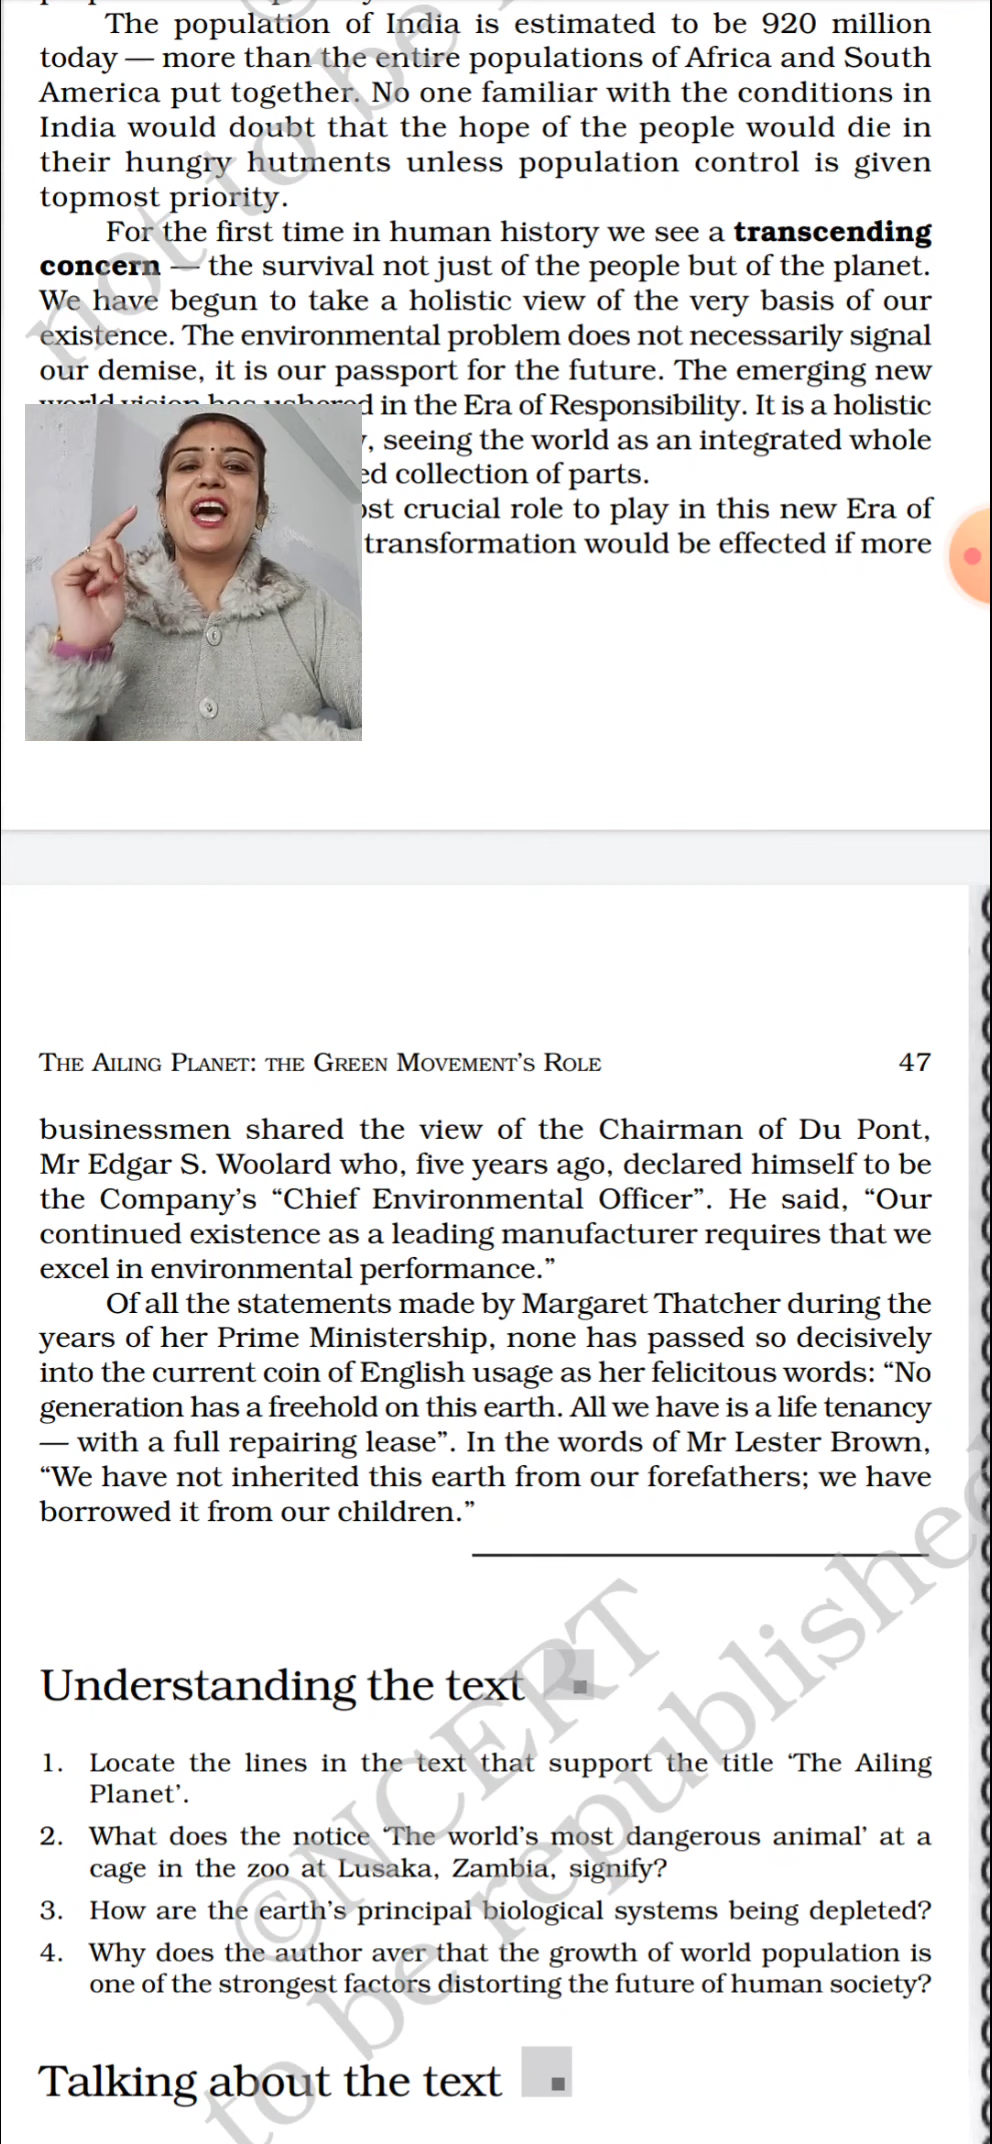 The population of India is estimated to be 920 million
today — more than the entire populations of Africa and South
America put together. No one familiar with the conditions in
India would doubt that the hope of the people would die in
their hungry hutments unless population control is given
topmost priority.
For the first time in human history we see a transcending
concern — the survival not just of the people but of the planet.
We have begun to take a holistic view of the very basis of our
existence. The environmental problem does not necessarily signal
our demise, it is our passport for the future. The emerging new
world vision has ushered in the Era of Responsibility. It is a holistic
, seeing the world as an integrated whole
collection of parts.
crucial role to play in this new Era of
transformation would be effected if more
THE AILING PLANET: THE GREEN MOVEMENT'S ROLE 47
businessmen shared the view of the Chairman of Du Pont,
Mr Edgar S. Woolard who, five years ago, declared himself to be
the Company's “Chief Environmental Officer”. He said, “Our
continued existence as a leading manufacturer requires that we
excel in environmental performance.”
Of all the statements made by Margaret Thatcher during the
years of her Prime Ministership, none has passed so decisively
into the current coin of English usage as her felicitous words: “No
generation has a freehold on this earth. All we have is a life tenancy
— with a full repairing lease”. In the words of Mr Lester Brown,
“We have not inherited this earth from our forefathers; we have
borrowed it from our children.”
Understanding the text
1. Locate the lines in the text that support the title ‘The Ailing
Planet’.
2. What does the notice ‘The world’s most dangerous animal’ at a
cage in the zoo at Lusaka, Zambia, signify?
3. How are the earth’s principal biological systems being depleted?
4. Why does the author aver that the growth of world population is
one of the strongest factors distorting the future of human society?
Talking about the text
not to be
©NCERT
to be republished